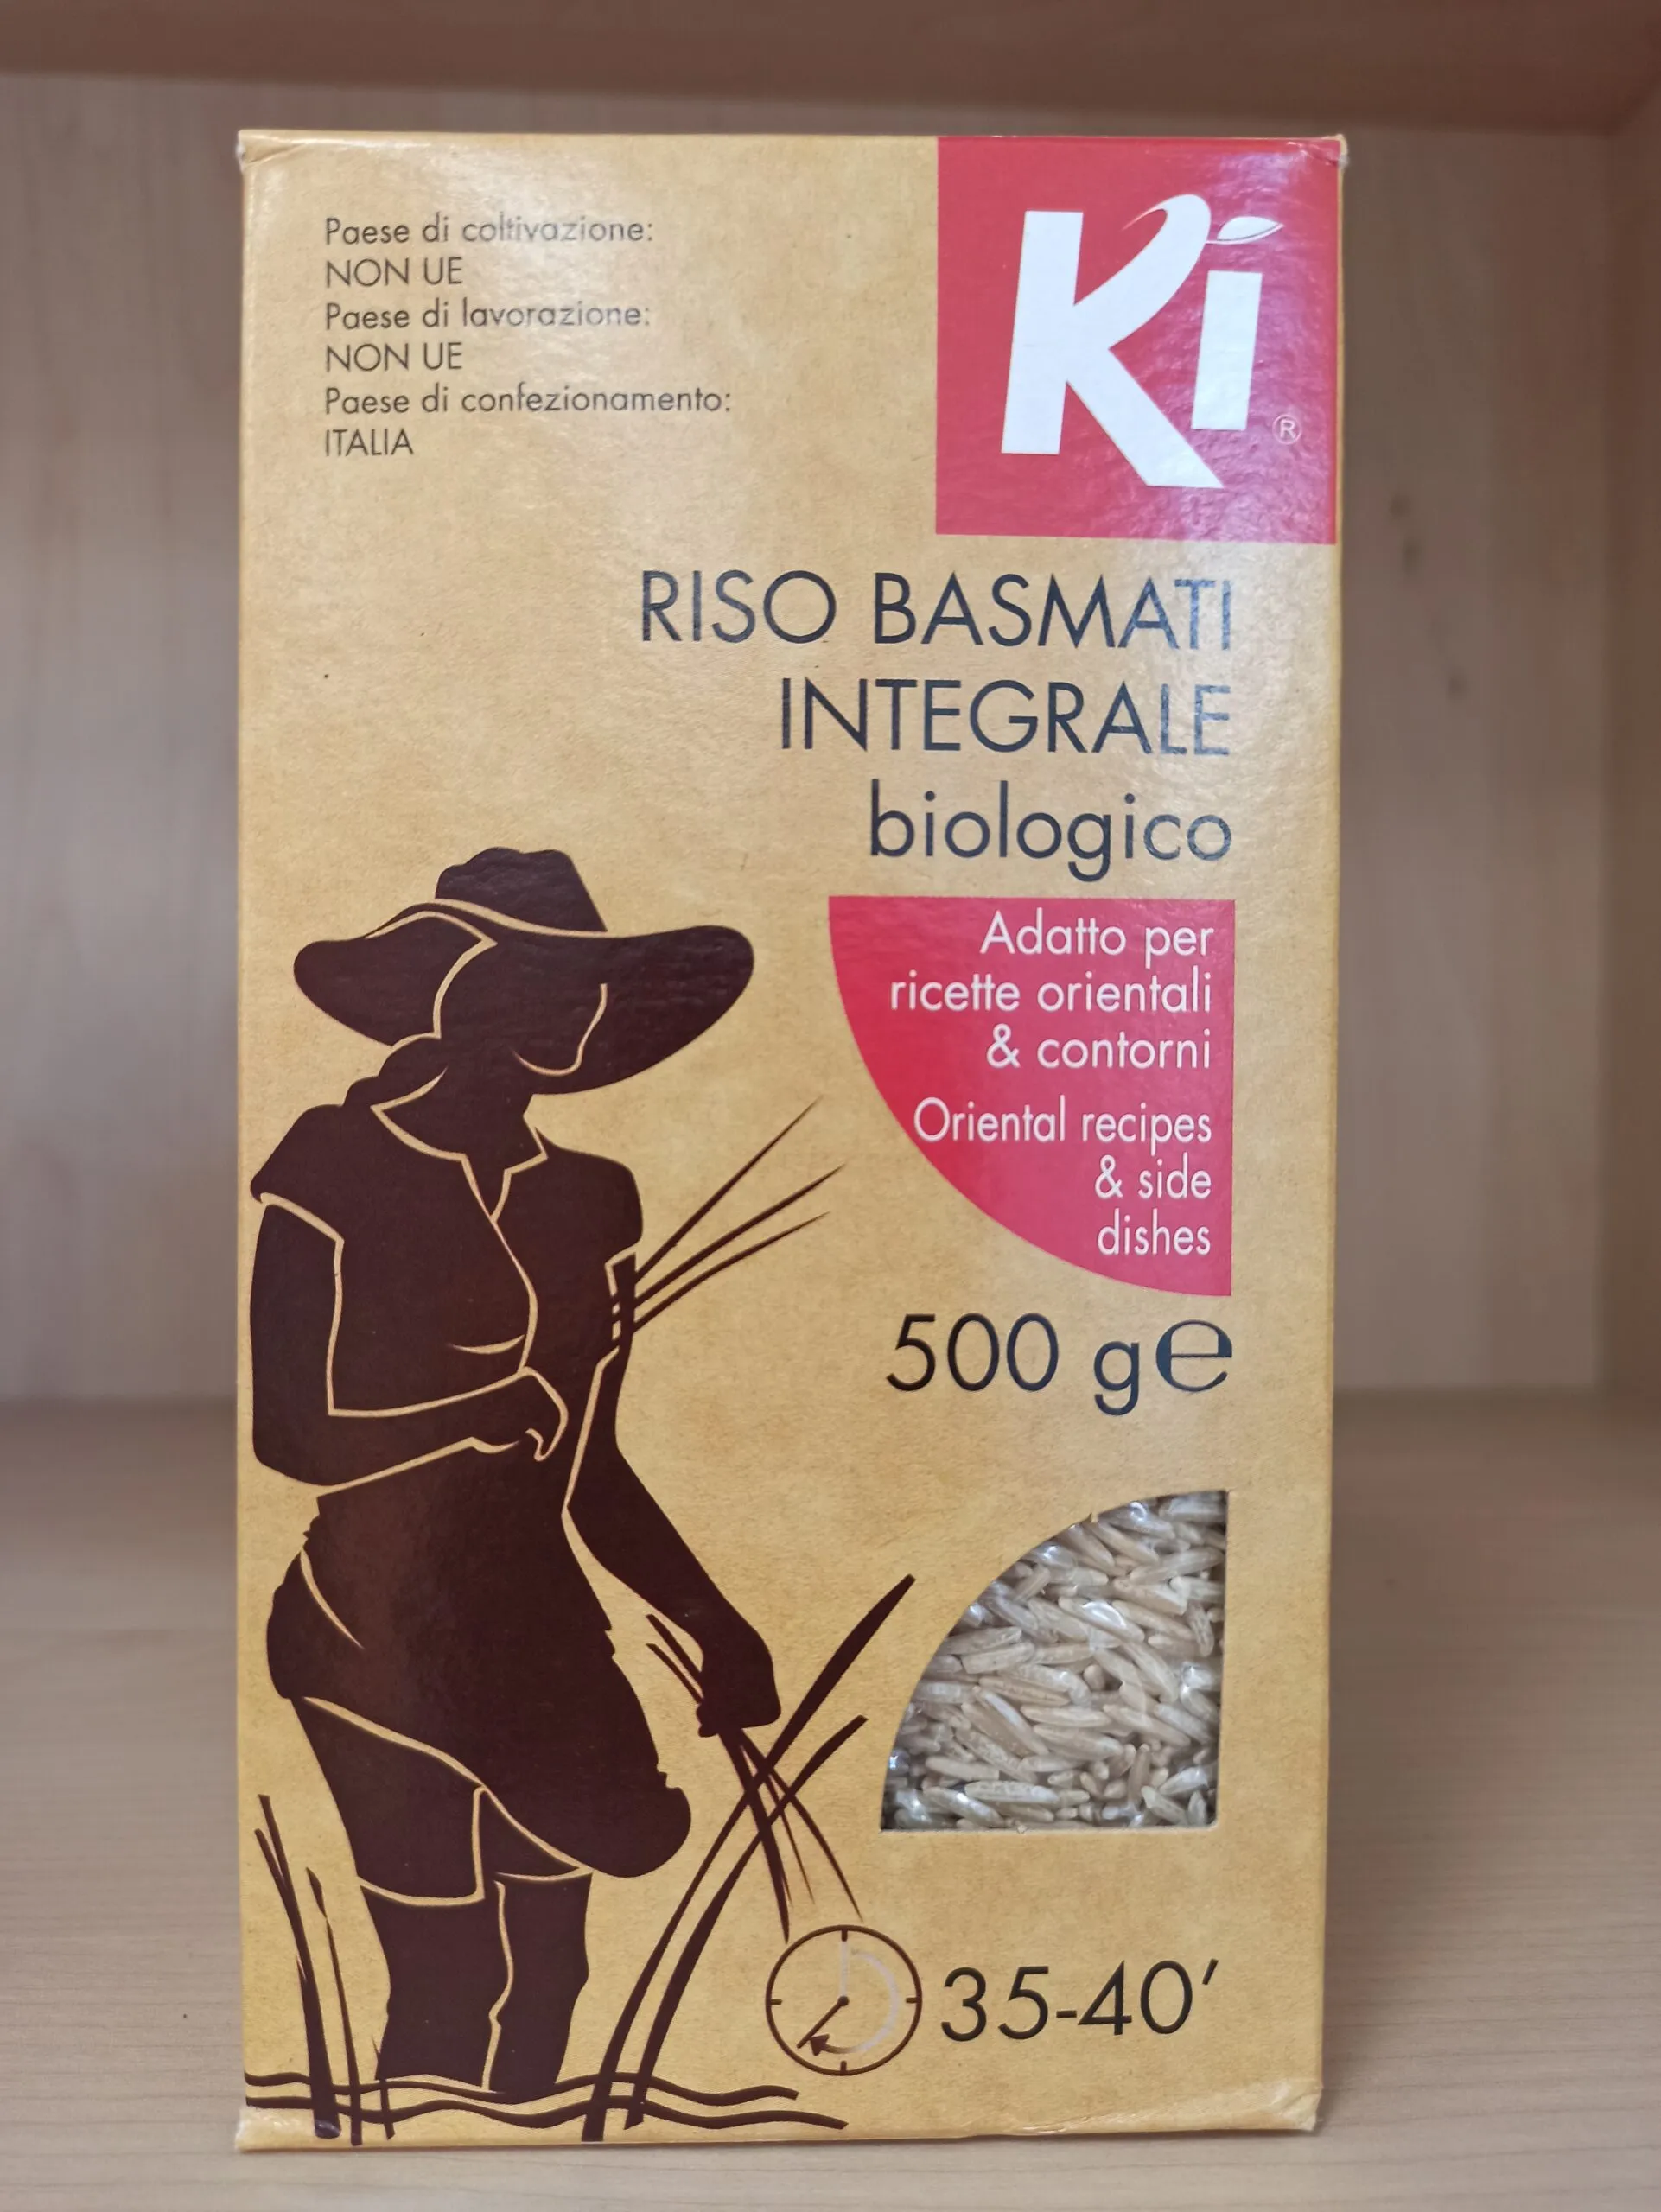 Paese di coltivazione:
NON UE
Paese di lavorazione:
NON UE
Paese di confezionamento:
ITALIA
Ki
®
RISO BASMATI
INTEGRALE
biologico
Adatto per
ricette orientali
& contorni
Oriental recipes
& side
dishes
500 g℮
35-40'